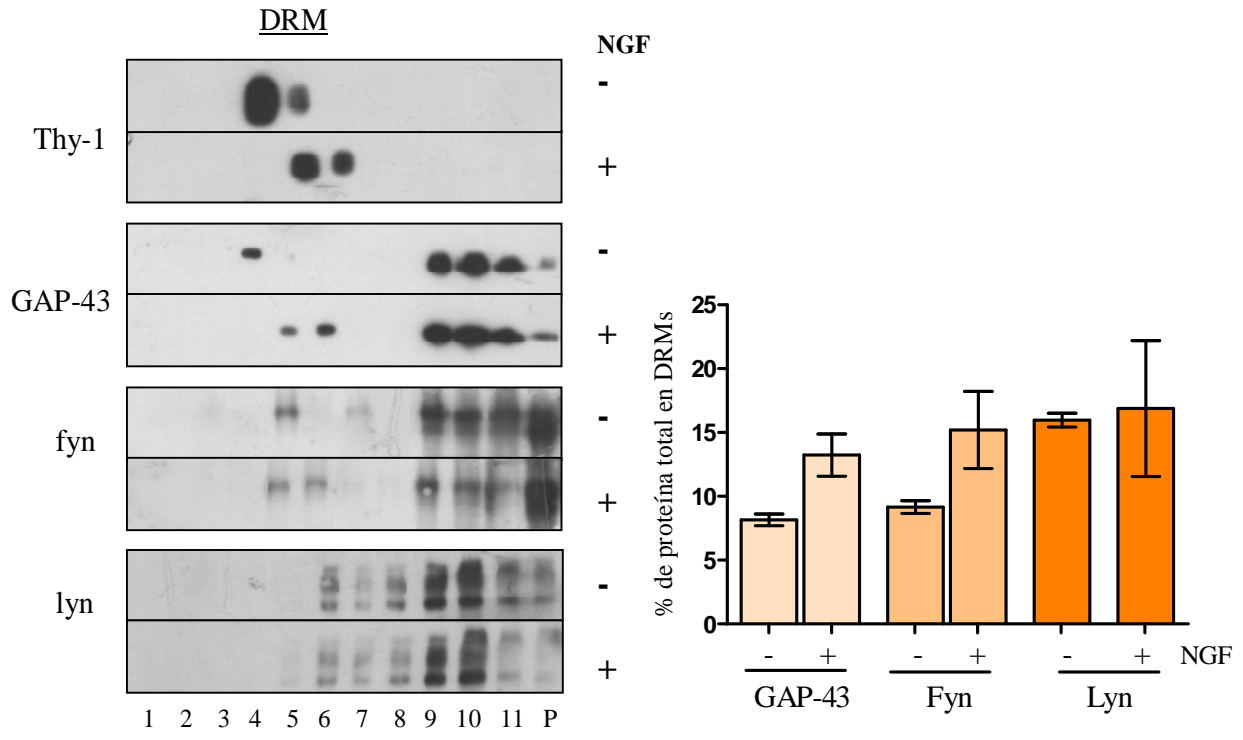 DRM
NGF
Thy-1
-
+
GAP-43
-
+
fyn
-
+
lyn
-
+
1 2 3 4 5 6 7 8 9 10 11 P
% de proteína total en DRMs
25
20
15
10
5
0
- + - + - + NGF
GAP-43 Fyn Lyn